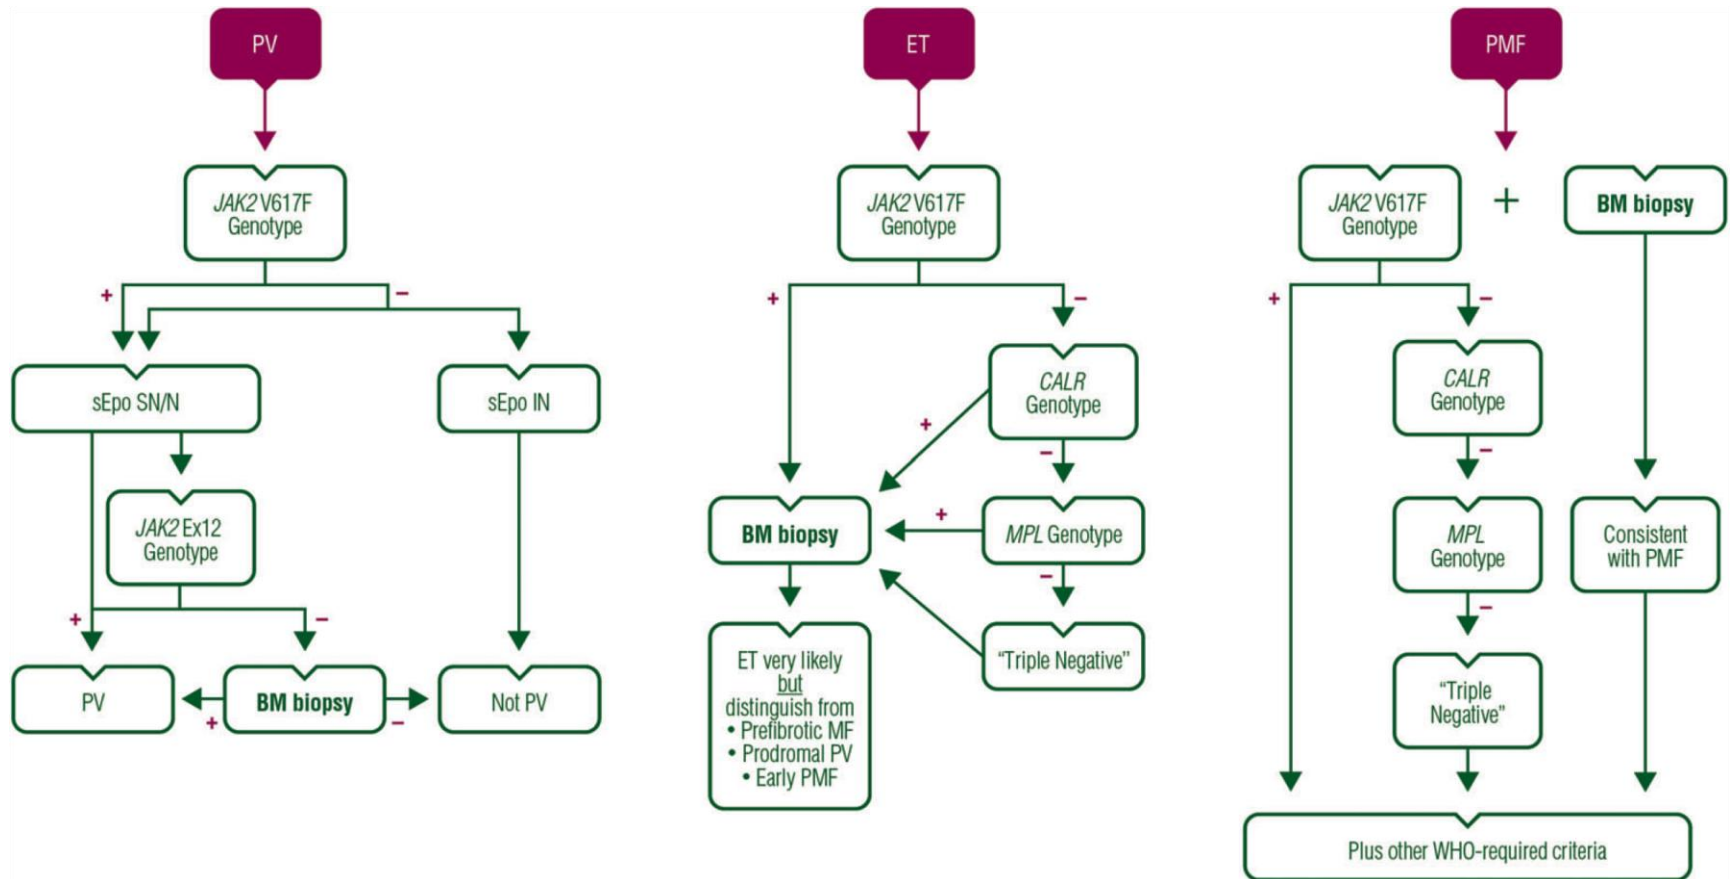 PV
JAK2 V617F
Genotype
+
−
sEpo SN/N
sEpo IN
JAK2 Ex12
Genotype
+
−
PV
+
BM biopsy
−
Not PV
ET
JAK2 V617F
Genotype
+
−
CALR
Genotype
+
−
BM biopsy
+
MPL Genotype
−
ET very likely
but
distinguish from
• Prefibrotic MF
• Prodromal PV
• Early PMF
"Triple Negative"
PMF
JAK2 V617F
Genotype
+
BM biopsy
+
−
CALR
Genotype
−
MPL
Genotype
Consistent
with PMF
−
"Triple
Negative"
Plus other WHO-required criteria